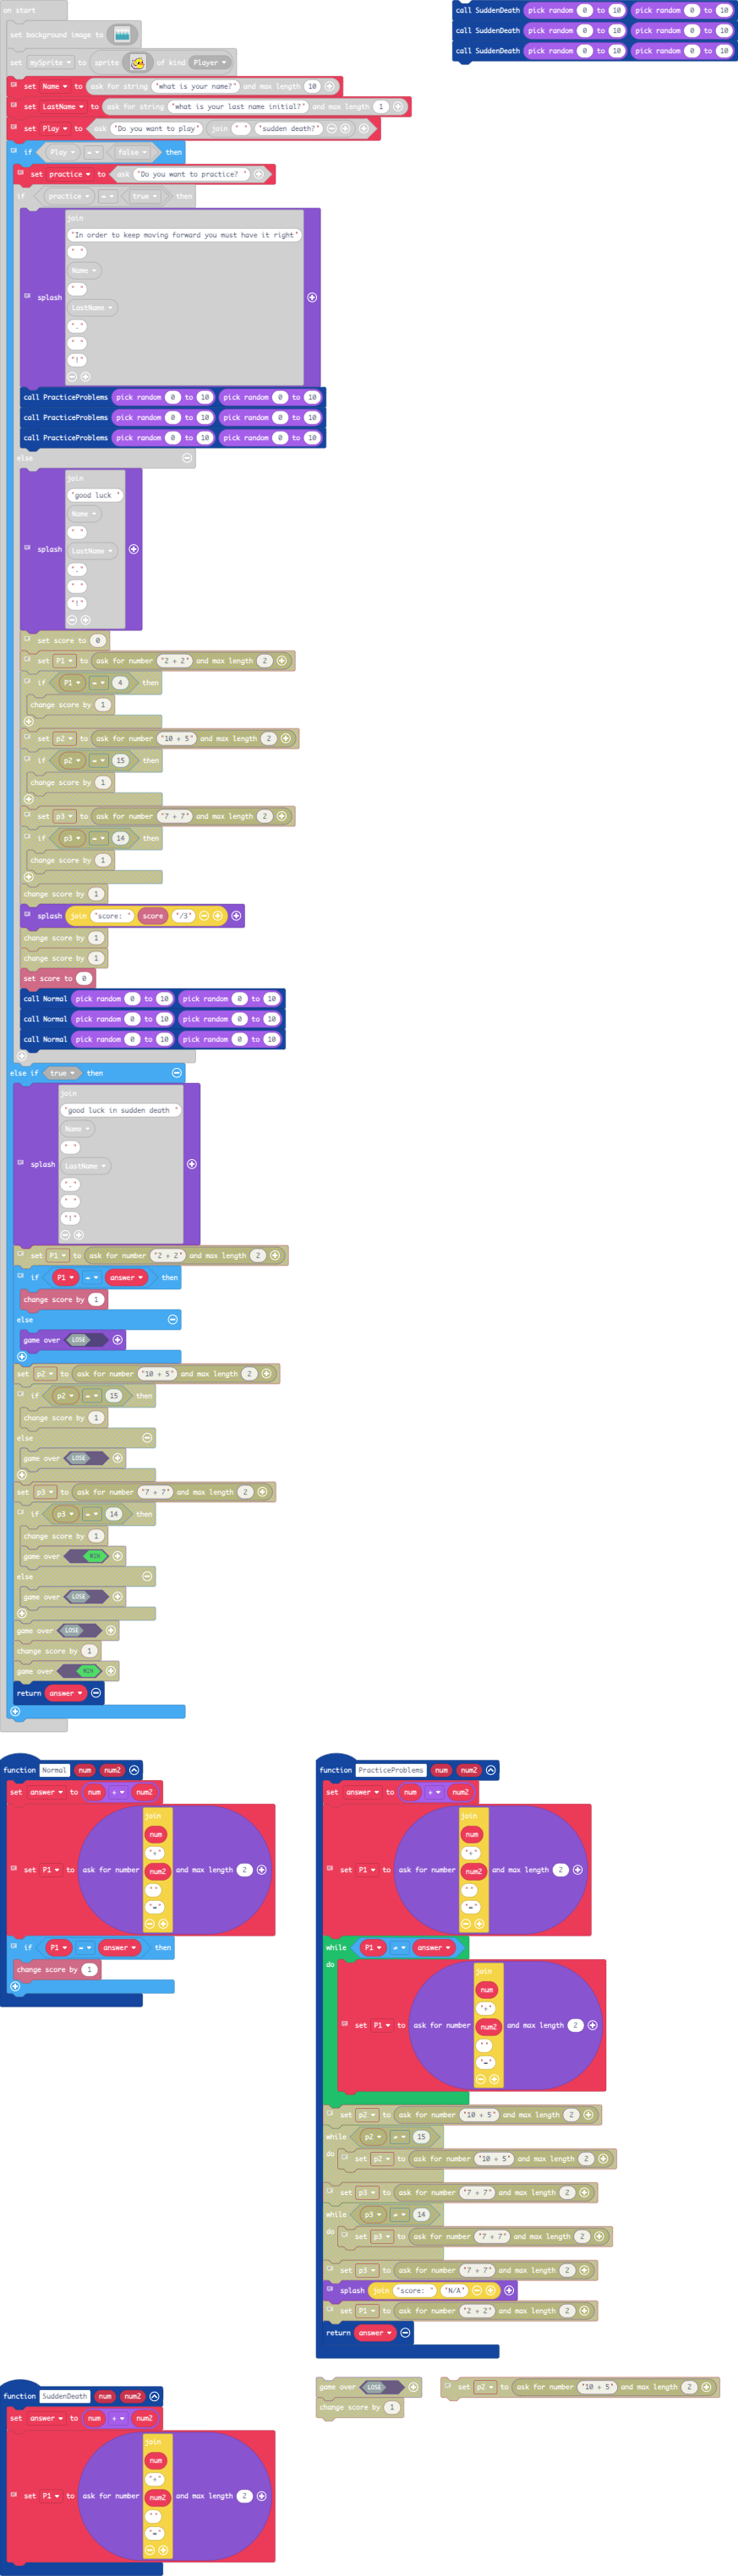 on start
call SuddenDeath pick random 0 to 10 pick random 0 to 10
call SuddenDeath pick random 0 to 10 pick random 0 to 10
call SuddenDeath pick random 0 to 10 pick random 0 to 10
set background image to
set mySprite to sprite of kind Player
set Name to ask for string "what is your name?" and max length 10
set LastName to ask for string "what is your last name initial?" and max length 1
set Play to ask "Do you want to play" join " " "sudden death?"
if Play = false then
set practice to ask "Do you want to practice? "
if practice = true then
join
"In order to keep moving forward you must have it right"
" "
Name
" "
splash
LastName
"."
" "
"!"
call PracticeProblems pick random 0 to 10 pick random 0 to 10
call PracticeProblems pick random 0 to 10 pick random 0 to 10
call PracticeProblems pick random 0 to 10 pick random 0 to 10
else
join
"good luck "
Name
" "
splash LastName
"."
" "
"!"
set score to 0
set P1 to ask for number "2 + 2" and max length 2
if P1 = 4 then
change score by 1
set p2 to ask for number "10 + 5" and max length 2
if p2 = 15 then
change score by 1
set p3 to ask for number "7 + 7" and max length 2
if p3 = 14 then
change score by 1
change score by 1
splash join "score: " score "/3"
change score by 1
change score by 1
set score to 0
call Normal pick random 0 to 10 pick random 0 to 10
call Normal pick random 0 to 10 pick random 0 to 10
call Normal pick random 0 to 10 pick random 0 to 10
else if true then
join
"good luck in sudden death "
Name
" "
splash LastName
"."
" "
"!"
set P1 to ask for number "2 + 2" and max length 2
if P1 = answer then
change score by 1
else
game over LOSE
set p2 to ask for number "10 + 5" and max length 2
if p2 = 15 then
change score by 1
else
game over LOSE
set p3 to ask for number "7 + 7" and max length 2
if p3 = 14 then
change score by 1
game over WIN
else
game over LOSE
game over LOSE
change score by 1
game over WIN
return answer
function Normal num num2
set answer to num + num2
join
num
"+"
set P1 to ask for number num2 and max length 2
" "
"="
if P1 = answer then
change score by 1
function PracticeProblems num num2
set answer to num + num2
join
num
"+"
set P1 to ask for number num2 and max length 2
" "
"="
while P1 ≠ answer
do
join
num
"+"
set P1 to ask for number num2 and max length 2
" "
"="
set p2 to ask for number "10 + 5" and max length 2
while p2 ≠ 15
do set p2 to ask for number "10 + 5" and max length 2
set p3 to ask for number "7 + 7" and max length 2
while p3 ≠ 14
do set p3 to ask for number "7 + 7" and max length 2
set p3 to ask for number "7 + 7" and max length 2
splash join "score: " "N/A"
set P1 to ask for number "2 + 2" and max length 2
return answer
game over LOSE
change score by 1
set p2 to ask for number "10 + 5" and max length 2
function SuddenDeath num num2
set answer to num + num2
join
num
"+"
set P1 to ask for number num2 and max length 2
" "
"="